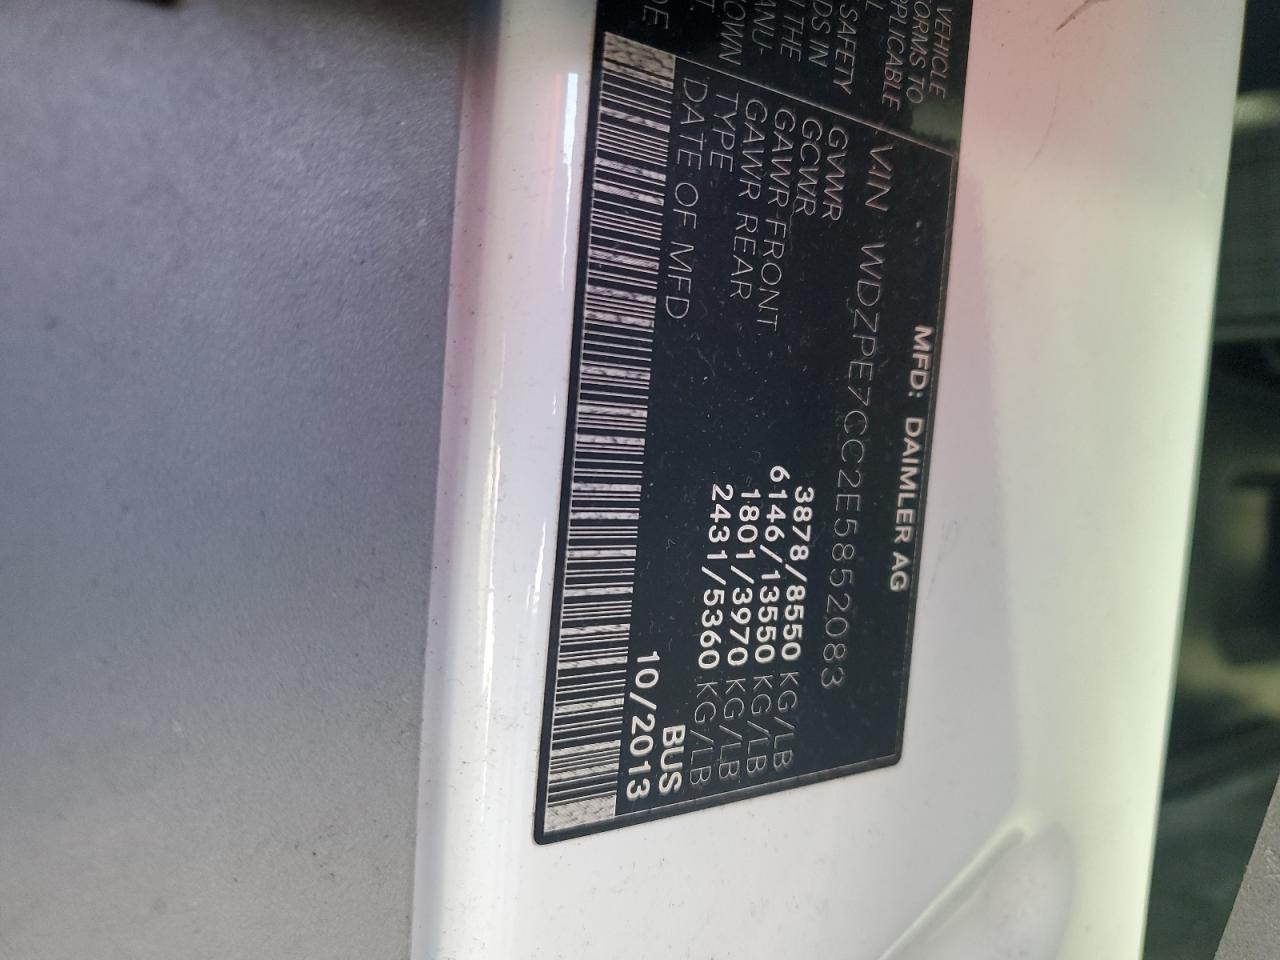 VEHICLE
ORMS TO
PPLICABLE
SAFETY
DS IN
THE
ANU-
OWN
MFD: DAIMLER AG
VIN WDZPE7CC2E5852083
GVWR 3878/8550 KG/LB
GCWR 6146/13550 KG/LB
GAWR FRONT 1801/3970 KG/LB
GAWR REAR 2431/5360 KG/LB
TYPE BUS
DATE OF MFD 10/2013